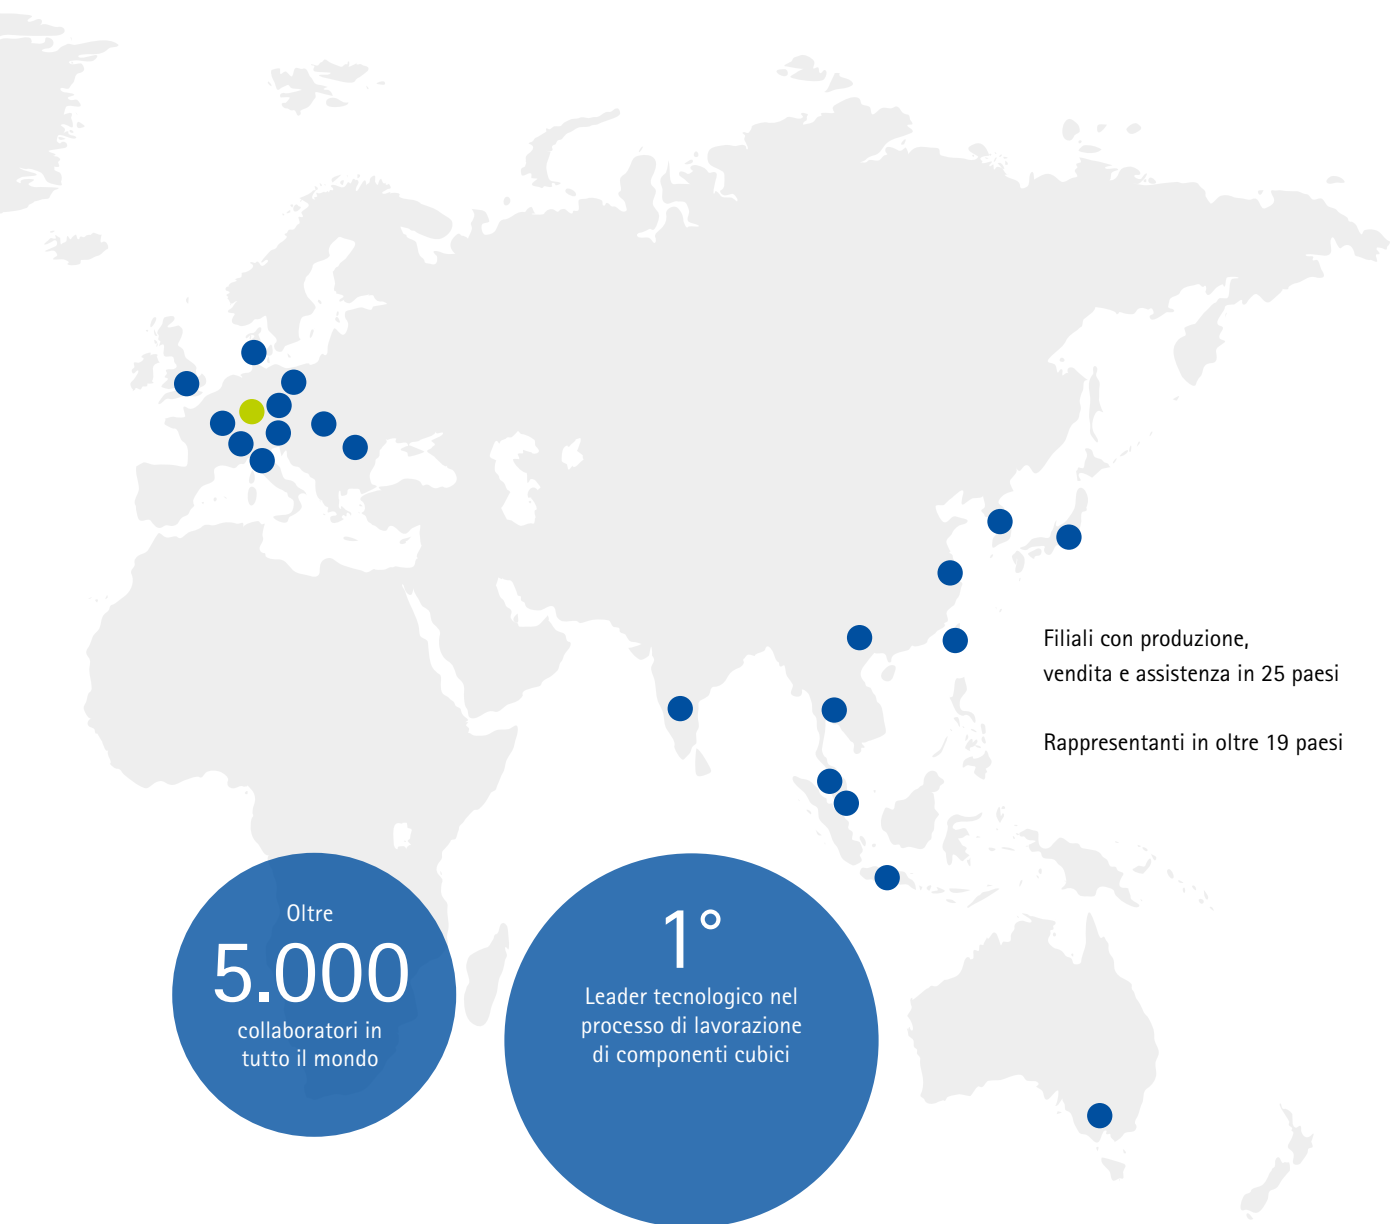 Filiali con produzione,
vendita e assistenza in 25 paesi
Rappresentanti in oltre 19 paesi
Oltre
5.000
collaboratori in
tutto il mondo
1°
Leader tecnologico nel
processo di lavorazione
di componenti cubici